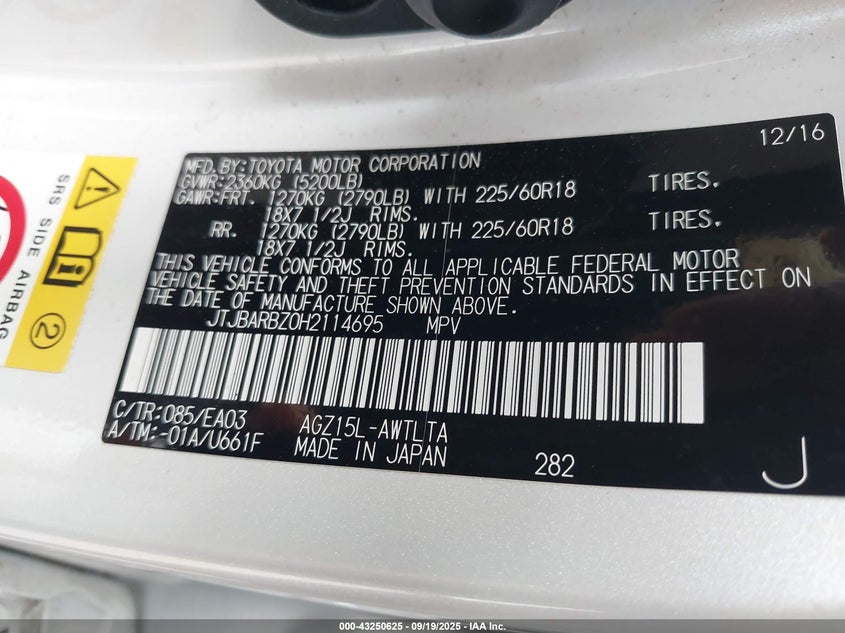 12/16
MFD. BY: TOYOTA MOTOR CORPORATION
GVWR: 2360KG (5200LB)
GAWR: FRT. 1270KG (2790LB) WITH 225/60R18 TIRES.
18X7 1/2J RIMS.
RR. 1270KG (2790LB) WITH 225/60R18 TIRES.
18X7 1/2J RIMS.
THIS VEHICLE CONFORMS TO ALL APPLICABLE FEDERAL MOTOR
VEHICLE SAFETY AND THEFT PREVENTION STANDARDS IN EFFECT ON
THE DATE OF MANUFACTURE SHOWN ABOVE.
JTJBARBZ0H2114695 MPV
C/TR: 085/EA03 AGZ15L-AWTLTA
A/TM: -01A/U661F MADE IN JAPAN 282 J
SRS SIDE AIRBAG
2
000-43250625 - 09/19/2025 - IAA Inc.